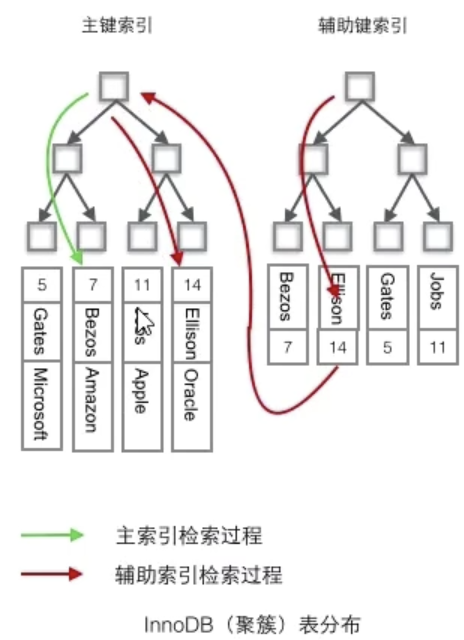 主键索引
辅助键索引
5
7
11
14
Gates
Bezos
Ellison
Microsoft
Amazon
Apple
Oracle
Bezos
Ellison
Gates
Jobs
7
14
5
11
主索引检索过程
辅助索引检索过程
InnoDB（聚簇）表分布